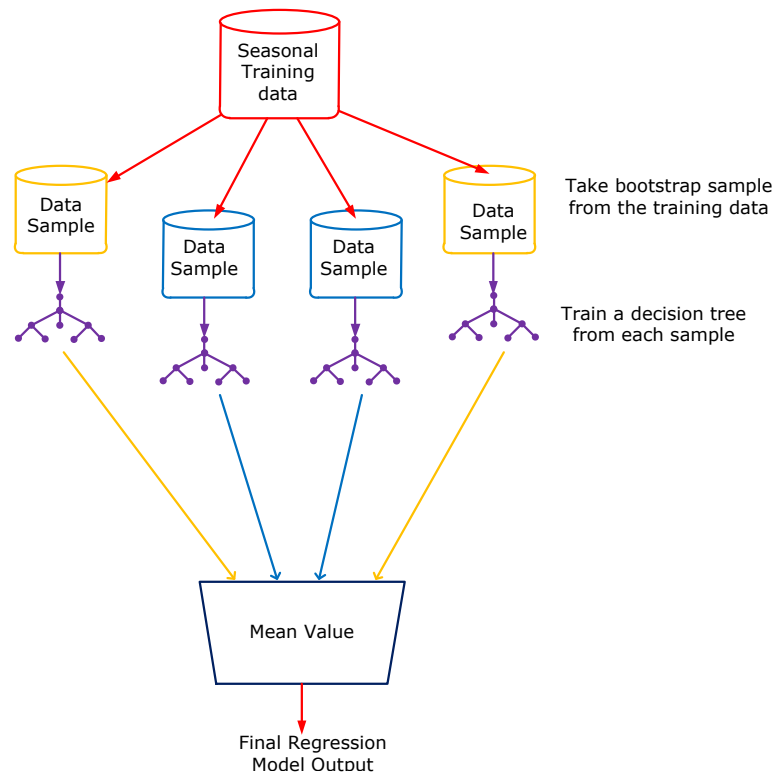 Seasonal
Training
data
Data
Sample
Data
Sample
Data
Sample
Data
Sample
Take bootstrap sample
from the training data
Train a decision tree
from each sample
Mean Value
Final Regression
Model Output